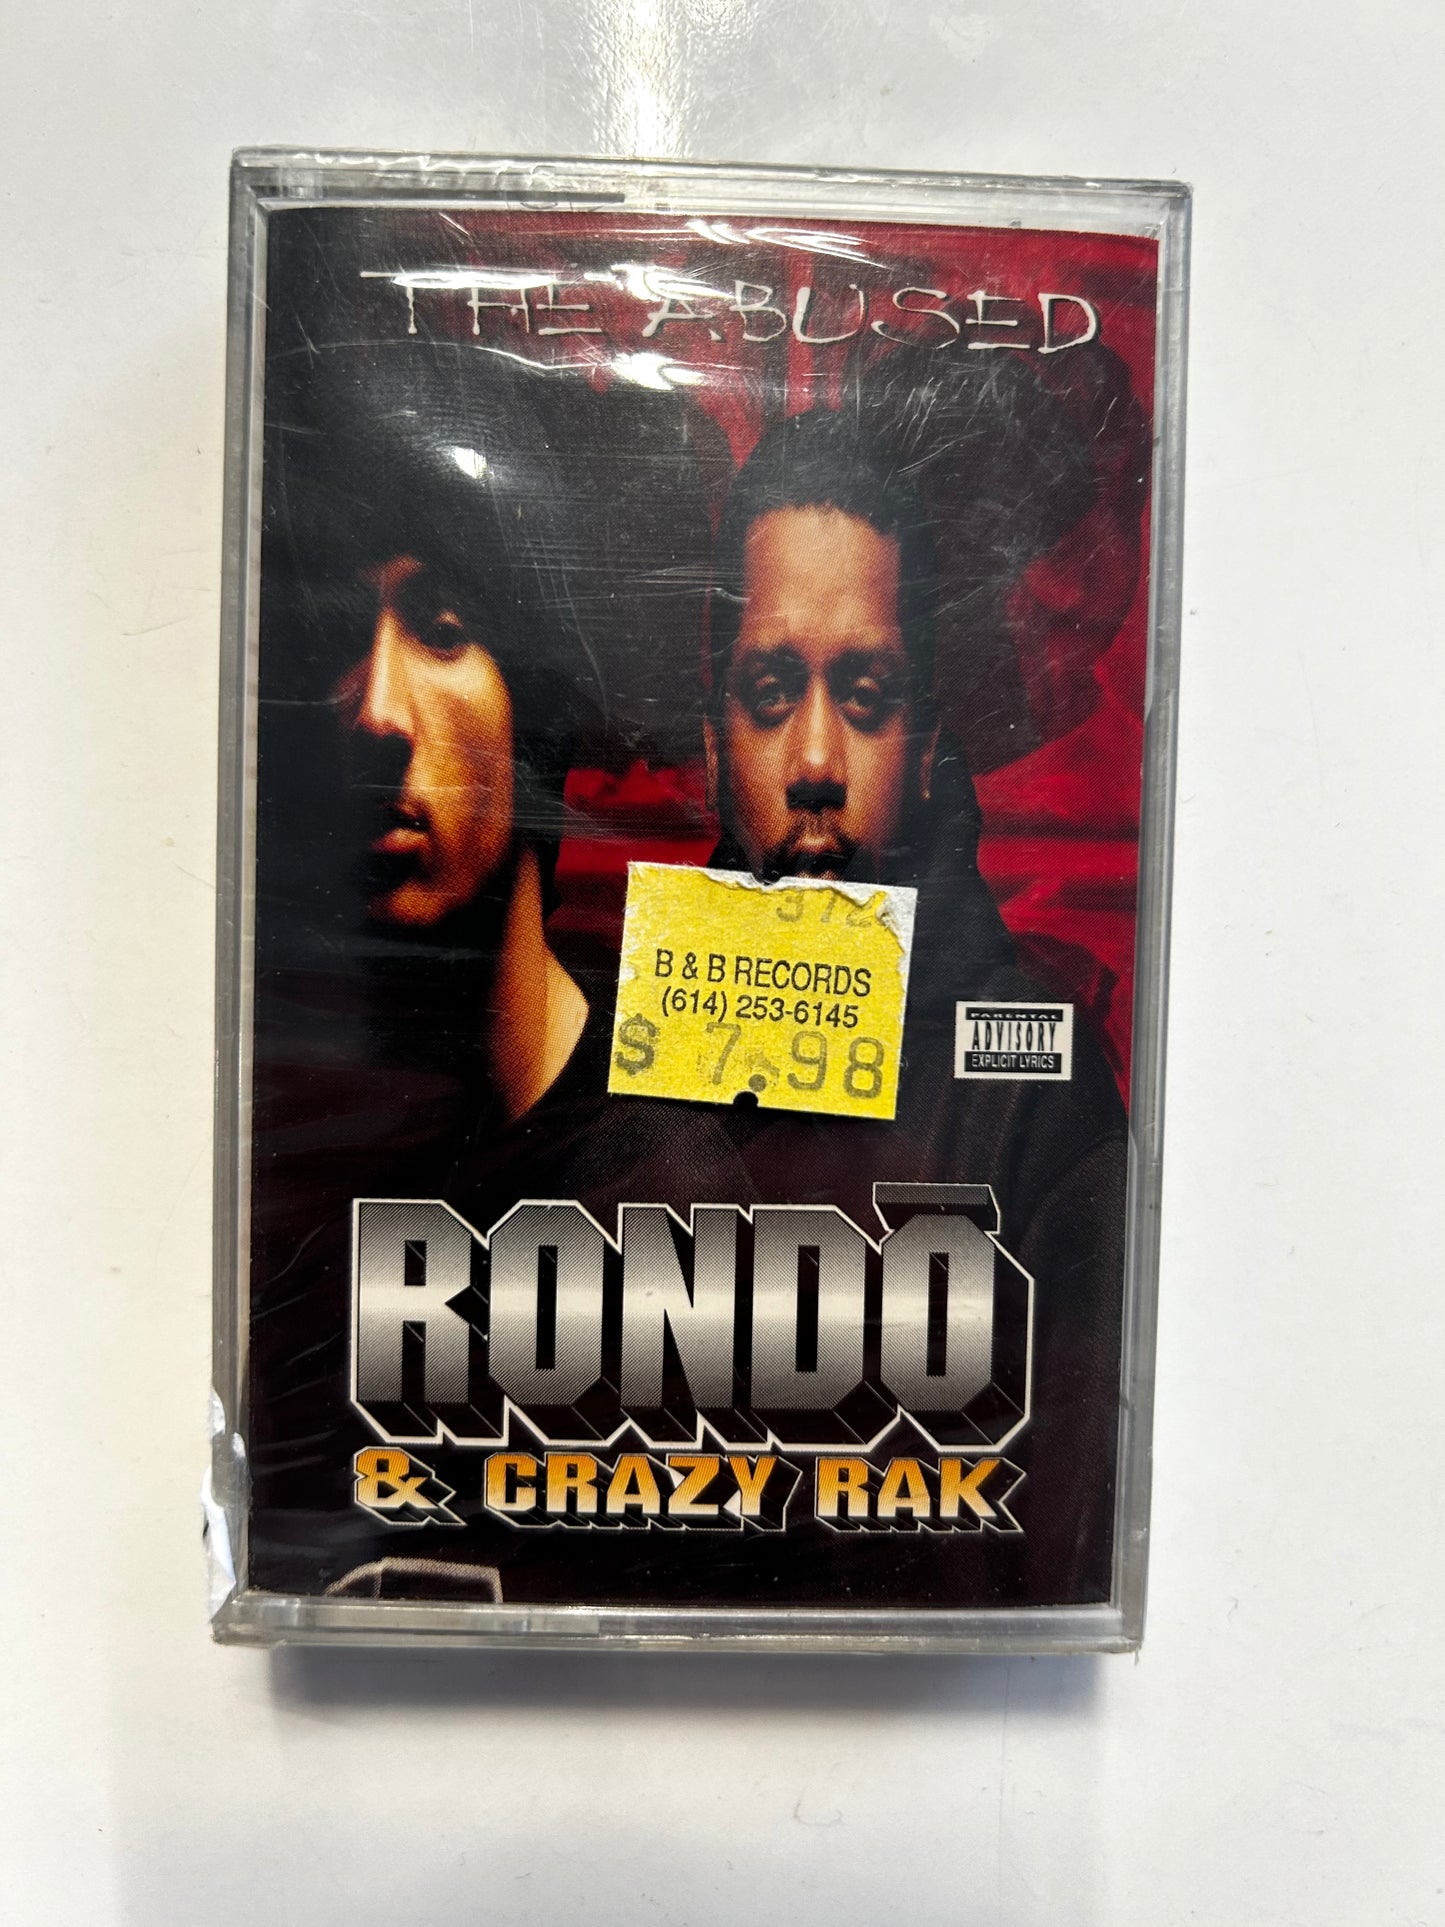 THE ABUSED
B & B RECORDS
(614) 253-6145
$ 7.98
PARENTAL
ADVISORY
EXPLICIT LYRICS
RONDŌ
& CRAZY RAK